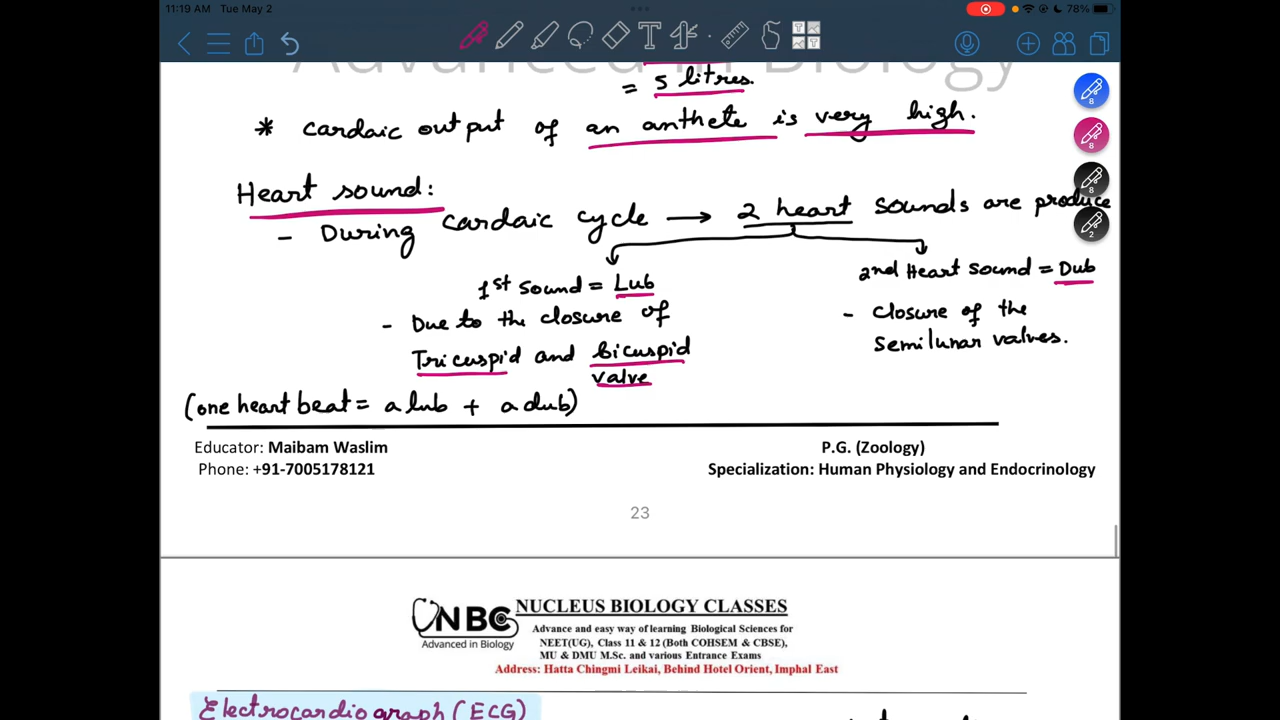 11:19 AM Tue May 2
78%
Advanced in Biology
= 5 litres.
* cardaic output of an anthete is very high.
Heart sound:
- During cardaic cycle → 2 heart sounds are produce
1st sound = Lub
- Due to the closure of
Tricuspid and bicuspid
valve
2nd Heart sound = Dub
- Closure of the
Semilunar valves.
(one heart beat = a lub + a dub)
Educator: Maibam Waslim
Phone: +91-7005178121
P.G. (Zoology)
Specialization: Human Physiology and Endocrinology
23
NBC
Advanced in Biology
NUCLEUS BIOLOGY CLASSES
Advance and easy way of learning Biological Sciences for
NEET(UG), Class 11 & 12 (Both COHSEM & CBSE),
MU & DMU M.Sc. and various Entrance Exams
Address: Hatta Chingmi Leikai, Behind Hotel Orient, Imphal East
Electrocardiograph (ECG)